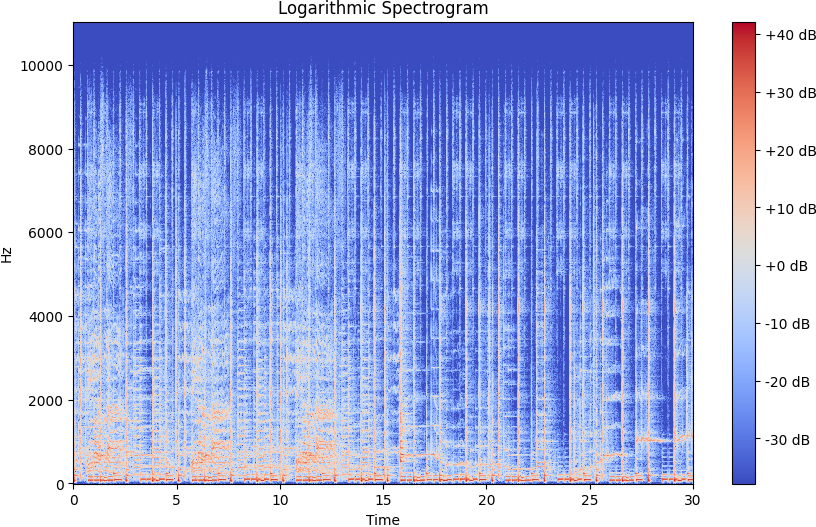 Logarithmic Spectrogram
Hz
10000
8000
6000
4000
2000
0
0 5 10 15 20 25 30
Time
+40 dB
+30 dB
+20 dB
+10 dB
+0 dB
-10 dB
-20 dB
-30 dB